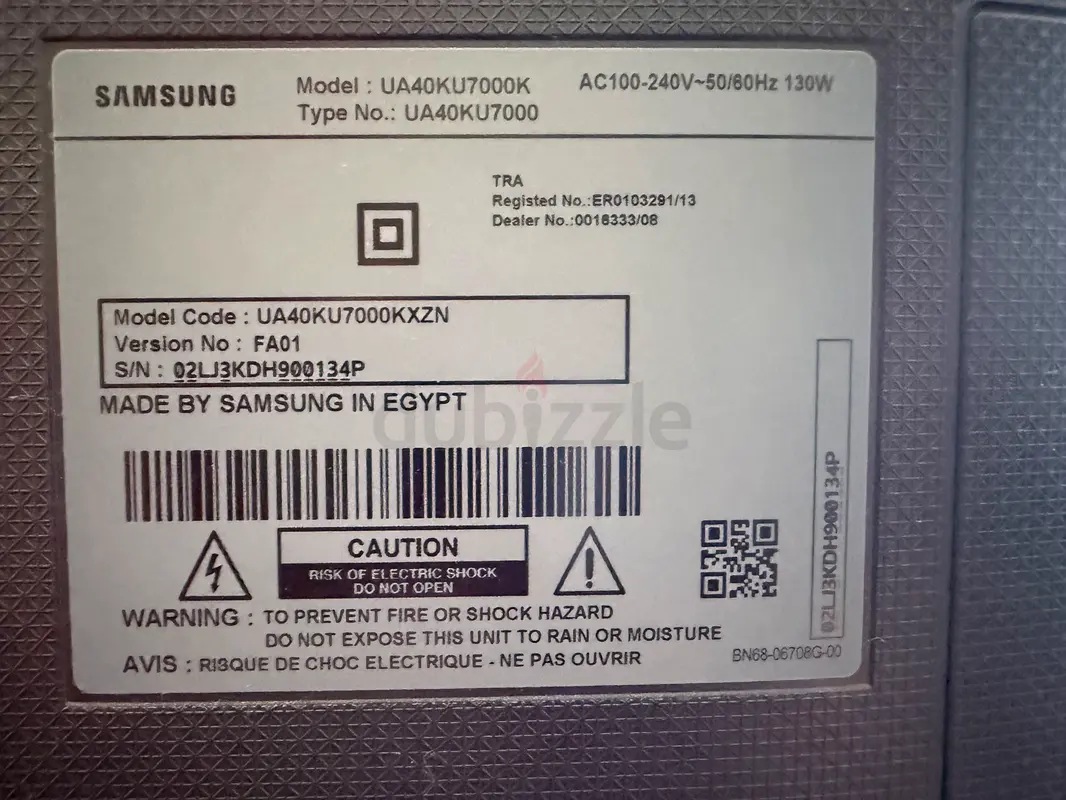 SAMSUNG
Model : UA40KU7000K
Type No.: UA40KU7000
AC100-240V~50/60Hz 130W
TRA
Registed No.:ER0103291/13
Dealer No.:0016333/08
Model Code : UA40KU7000KXZN
Version No : FA01
S/N : 02LJ3KDH900134P
MADE BY SAMSUNG IN EGYPT
dubizzle
CAUTION
RISK OF ELECTRIC SHOCK
DO NOT OPEN
WARNING : TO PREVENT FIRE OR SHOCK HAZARD
DO NOT EXPOSE THIS UNIT TO RAIN OR MOISTURE
AVIS : RISQUE DE CHOC ELECTRIQUE - NE PAS OUVRIR
02LJ3KDH900134P
BN68-06708G-00